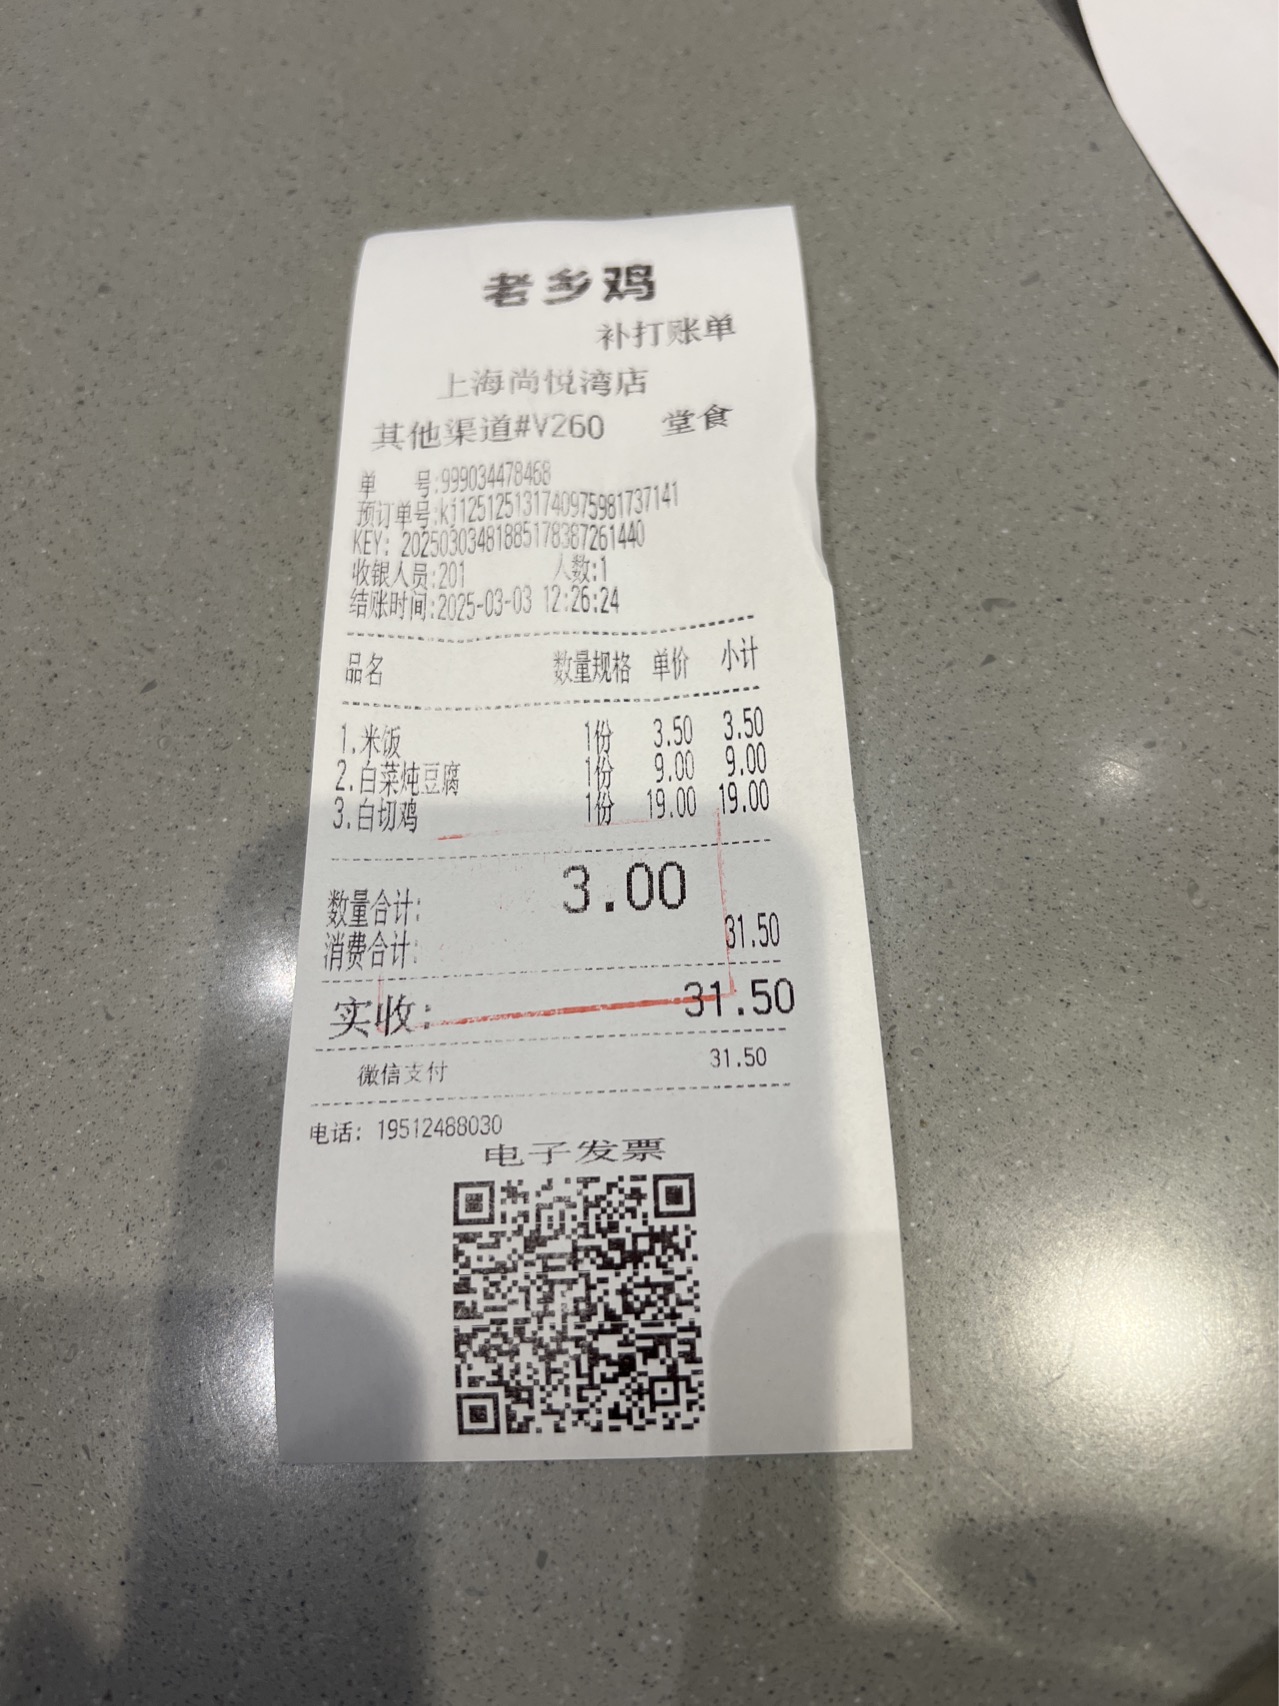 老乡鸡
补打账单
上海尚悦湾店
其他渠道#V260 堂食
单 号:999034478468
预订单号:kj1251251317409759817371​41
KEY: 20250303481885178387261440
收银人员:201 人数:1
结账时间:2025-03-03 12:26:24
品名 数量规格 单价 小计
1.米饭 1份 3.50 3.50
2.白菜炖豆腐 1份 9.00 9.00
3.白切鸡 1份 19.00 19.00
数量合计: 3.00
消费合计: 31.50
实收: 31.50
微信支付 31.50
电话: 19512488030
电子发票